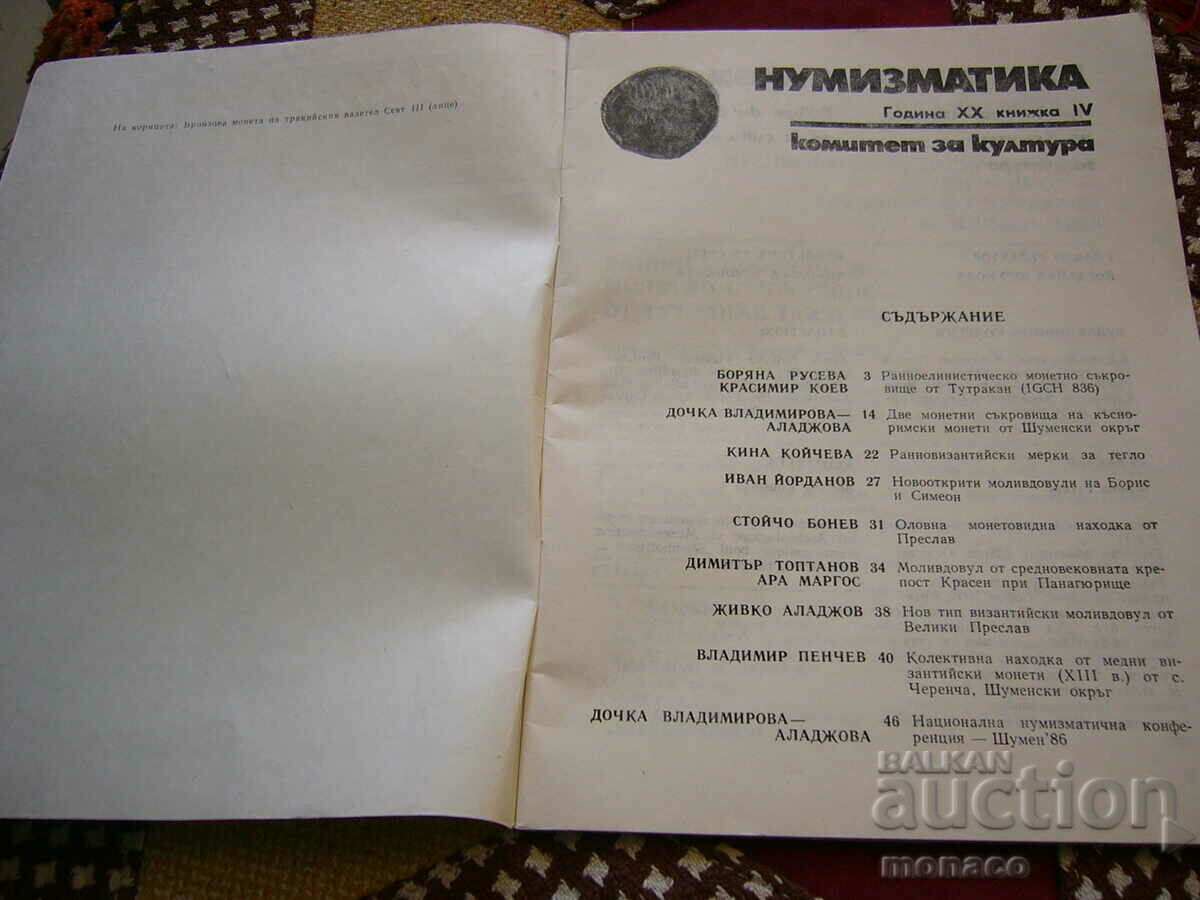 На корицата: Бронзова монета на тракийския владетел Севт III (лице)
НУМИЗМАТИКА
Година XX книжка IV
комитет за култура
СЪДЪРЖАНИЕ
БОРЯНА РУСЕВА 3 Ранноелинистическо монетно съкро-
КРАСИМИР КОЕВ вище от Тутракан (1GCH 836)
ДОЧКА ВЛАДИМИРОВА— 14 Две монетни съкровища на късно-
АЛАДЖОВА римски монети от Шуменски окръг
КИНА КОЙЧЕВА 22 Ранновизантийски мерки за тегло
ИВАН ЙОРДАНОВ 27 Новооткрити моливдовули на Борис
и Симеон
СТОЙЧО БОНЕВ 31 Оловна монетовидна находка от
Преслав
ДИМИТЪР ТОПТАНОВ 34 Моливдовул от средновековната кре-
АРА МАРГОС пост Красен при Панагюрище
ЖИВКО АЛАДЖОВ 38 Нов тип византийски моливдовул от
Велики Преслав
ВЛАДИМИР ПЕНЧЕВ 40 Колективна находка от медни ви-
зантийски монети (XIII в.) от с.
Черенча, Шуменски окръг
ДОЧКА ВЛАДИМИРОВА— 46 Национална нумизматична конфе-
АЛАДЖОВА ренция — Шумен'86
BALKAN
auction
monaco